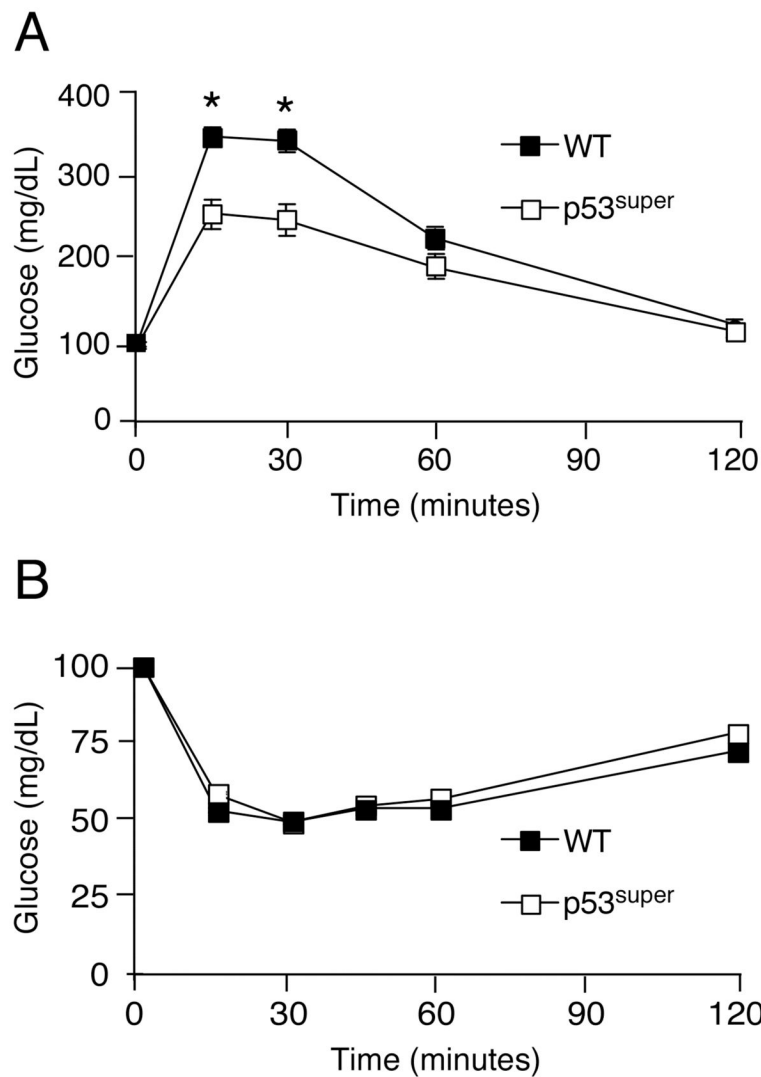 A
400
300
200
100
0
Glucose (mg/dL)
* *
WT
p53super
0 30 60 90 120
Time (minutes)
B
100
75
50
25
0
Glucose (mg/dL)
WT
p53super
0 30 60 90 120
Time (minutes)